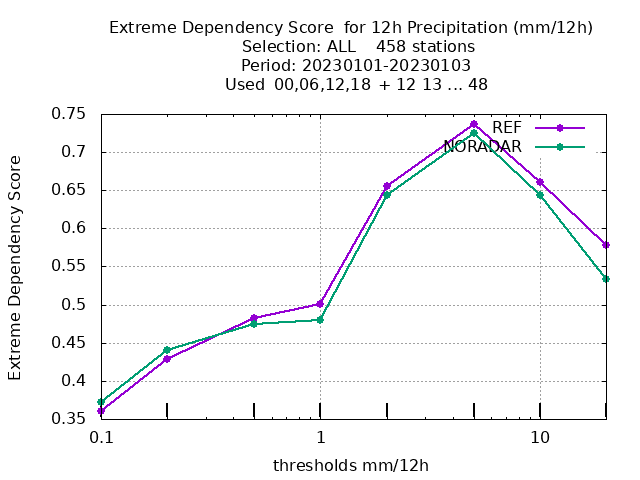 Extreme Dependency Score  for 12h Precipitation (mm/12h)
Selection: ALL    458 stations
Period: 20230101-20230103
Used  00,06,12,18  + 12 13 ... 48
REF
NORADAR
Extreme Dependency Score
0.75
0.7
0.65
0.6
0.55
0.5
0.45
0.4
0.35
0.1
1
10
thresholds mm/12h